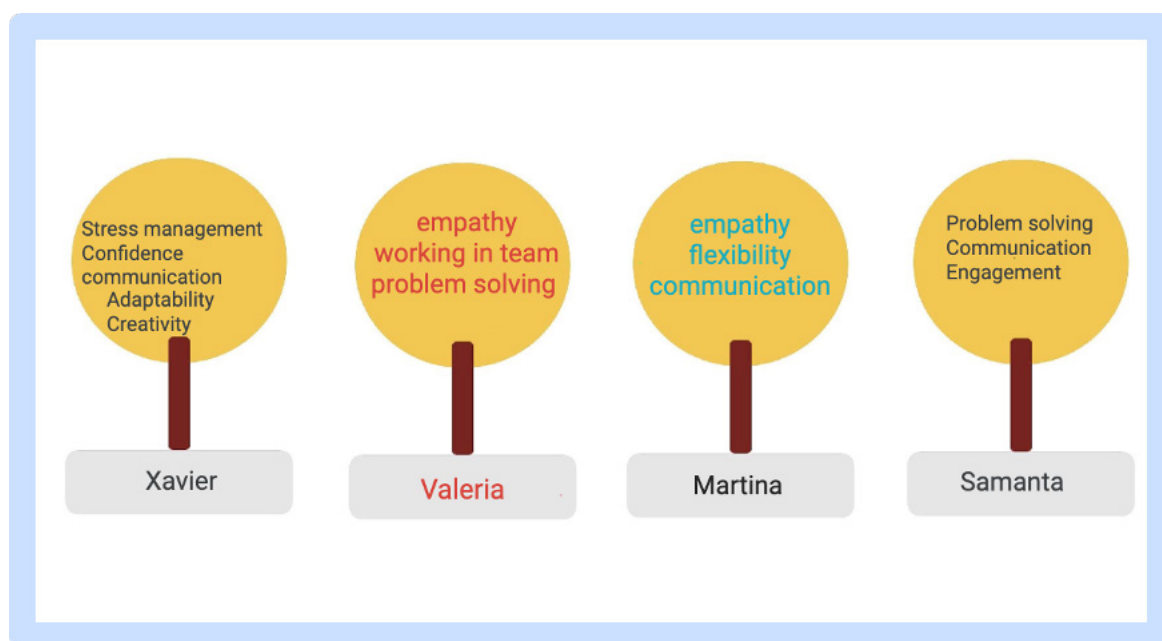 Stress management
Confidence
communication
Adaptability
Creativity
Xavier
empathy
working in team
problem solving
Valeria
empathy
flexibility
communication
Martina
Problem solving
Communication
Engagement
Samanta